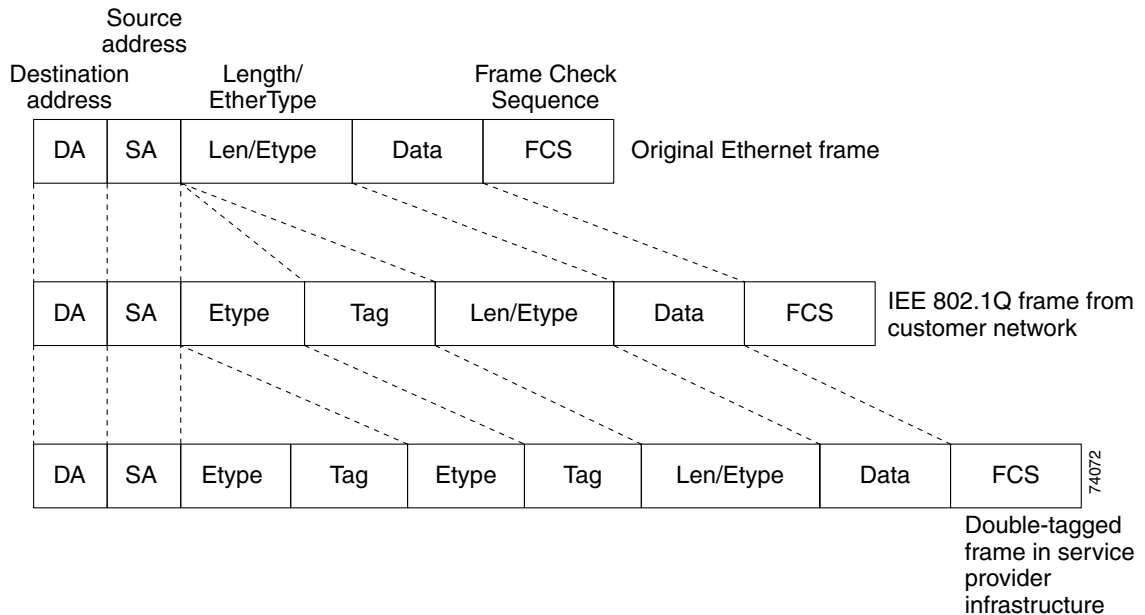 Source
address
Destination
address
Length/
EtherType
Frame Check
Sequence
DA SA Len/Etype Data FCS Original Ethernet frame
DA SA Etype Tag Len/Etype Data FCS
IEE 802.1Q frame from
customer network
DA SA Etype Tag Etype Tag Len/Etype Data FCS
74072
Double-tagged
frame in service
provider
infrastructure